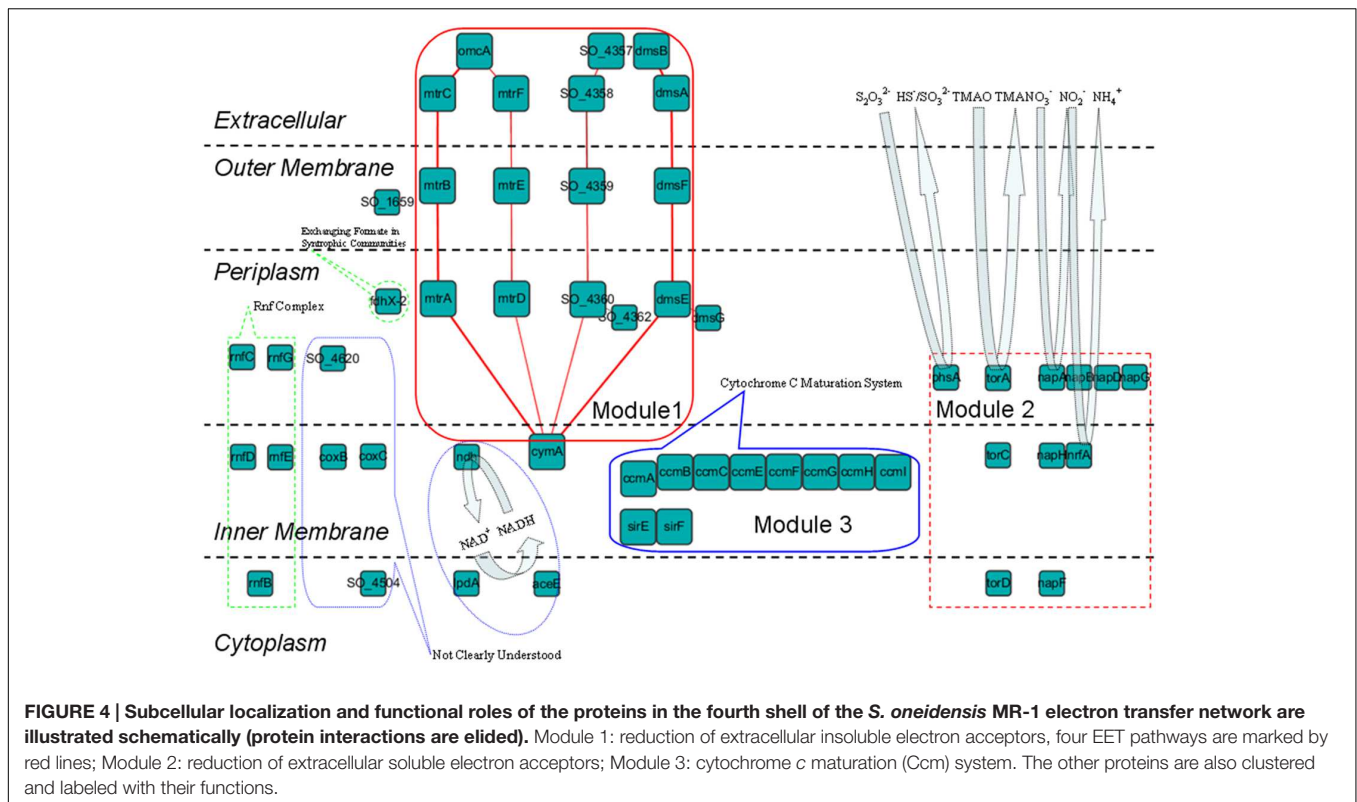 omcA
SO_4357
dmsB
mtrC
mtrF
SO_4358
dmsA
S₂O₃²⁻ HS⁻/SO₃²⁻ TMAO TMANO₃⁻ NO₂⁻ NH₄⁺
Extracellular
Outer Membrane
mtrB
mtrE
SO_4359
dmsF
SO_1659
Exchanging Formate in
Syntrophic Communities
Periplasm
fdhX-2
mtrA
mtrD
SO_4360
dmsE
SO_4362
dmsG
Rnf Complex
rnfC
rnfG
SO_4620
phsA
torA
napA
napB
napD
napG
Cytochrome C Maturation System
Module1
Module 2
rnfD
rnfE
coxB
coxC
ndh
cymA
ccmA
ccmB
ccmC
ccmE
ccmF
ccmG
ccmH
ccmI
torC
napH
nrfA
sirE
sirF
Module 3
NAD⁺ NADH
Inner Membrane
rnfB
SO_4504
lpdA
aceE
torD
napF
Cytoplasm
Not Clearly Understood
FIGURE 4 | Subcellular localization and functional roles of the proteins in the fourth shell of the S. oneidensis MR-1 electron transfer network are
illustrated schematically (protein interactions are elided). Module 1: reduction of extracellular insoluble electron acceptors, four EET pathways are marked by
red lines; Module 2: reduction of extracellular soluble electron acceptors; Module 3: cytochrome c maturation (Ccm) system. The other proteins are also clustered
and labeled with their functions.